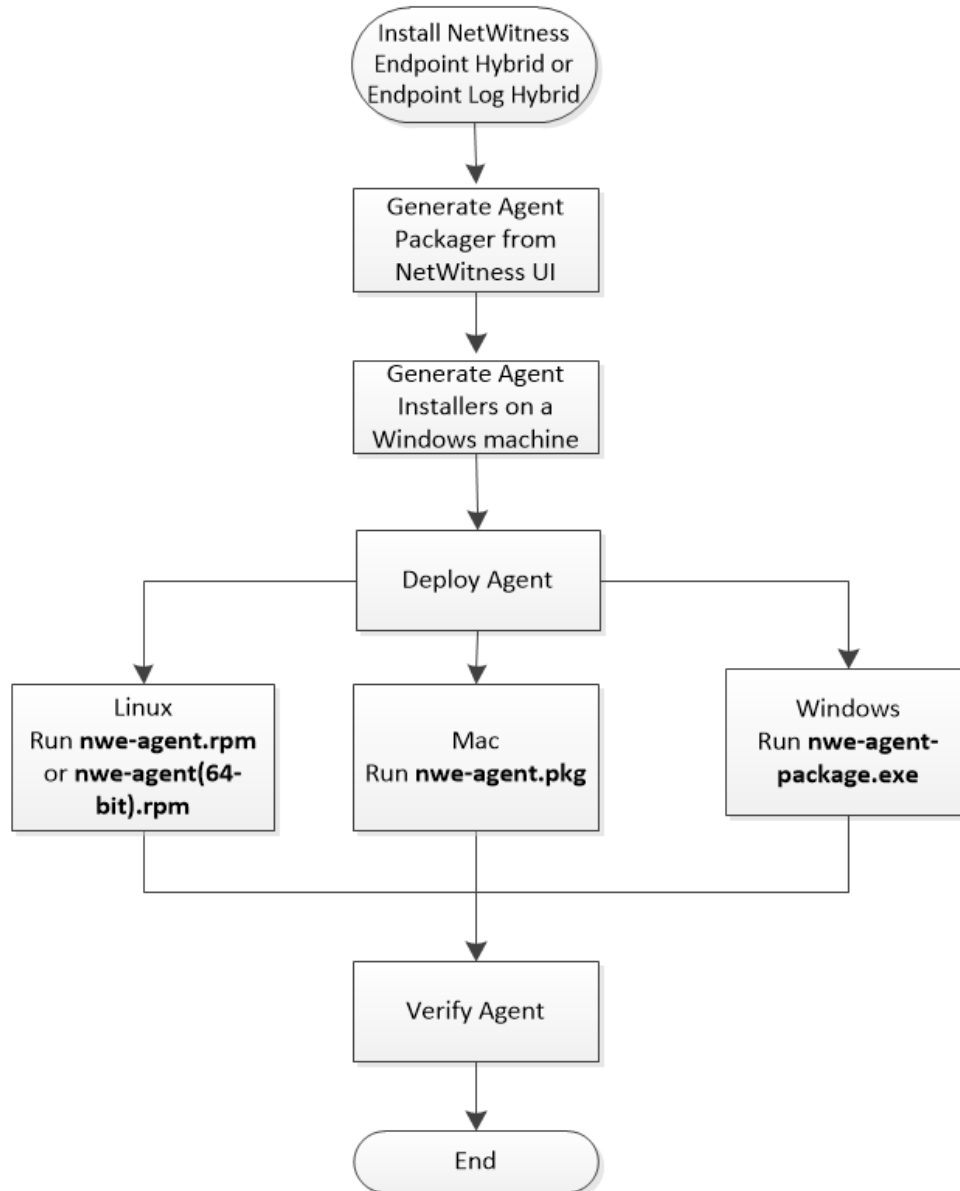 Install NetWitness
Endpoint Hybrid or
Endpoint Log Hybrid
Generate Agent
Packager from
NetWitness UI
Generate Agent
Installers on a
Windows machine
Deploy Agent
Linux
Run nwe-agent.rpm
or nwe-agent(64-
bit).rpm
Mac
Run nwe-agent.pkg
Windows
Run nwe-agent-
package.exe
Verify Agent
End